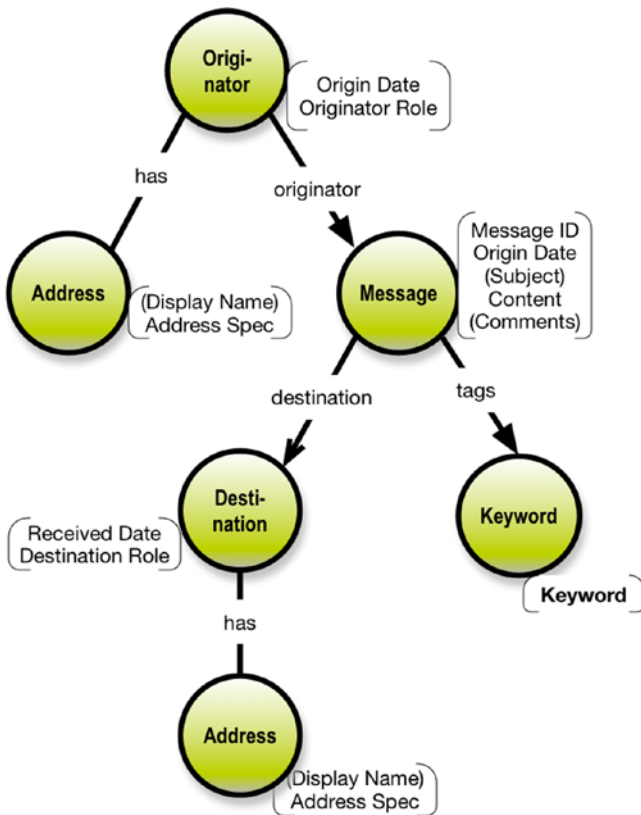 Origi-
nator
Origin Date
Originator Role
has
originator
Address
(Display Name)
Address Spec
Message
Message ID
Origin Date
(Subject)
Content
(Comments)
destination
tags
Desti-
nation
Received Date
Destination Role
Keyword
Keyword
has
Address
(Display Name)
Address Spec